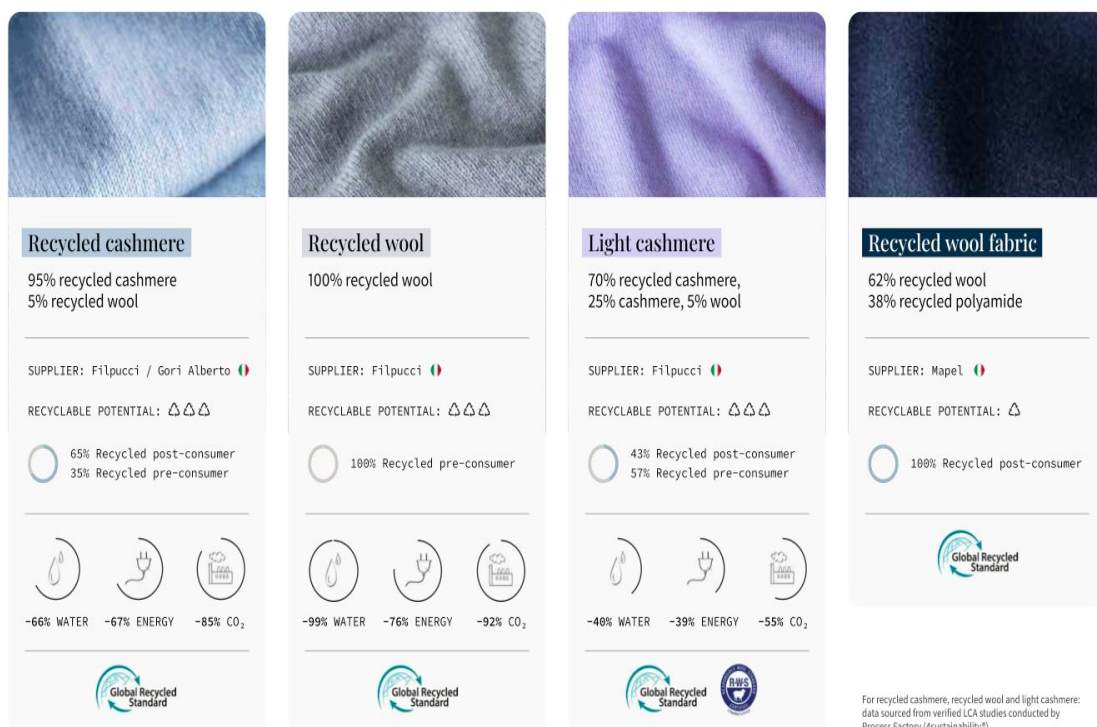 Recycled cashmere
95% recycled cashmere
5% recycled wool
SUPPLIER: Filpucci / Gori Alberto
RECYCLABLE POTENTIAL:
65% Recycled post-consumer
35% Recycled pre-consumer
-66% WATER
-67% ENERGY
-85% CO₂
Global Recycled
Standard
Recycled wool
100% recycled wool
SUPPLIER: Filpucci
RECYCLABLE POTENTIAL:
100% Recycled pre-consumer
-99% WATER
-76% ENERGY
-92% CO₂
Global Recycled
Standard
Light cashmere
70% recycled cashmere,
25% cashmere, 5% wool
SUPPLIER: Filpucci
RECYCLABLE POTENTIAL:
43% Recycled post-consumer
57% Recycled pre-consumer
-40% WATER
-39% ENERGY
-55% CO₂
Global Recycled
Standard
RWS
Recycled wool fabric
62% recycled wool
38% recycled polyamide
SUPPLIER: Mapel
RECYCLABLE POTENTIAL:
100% Recycled post-consumer
Global Recycled
Standard
For recycled cashmere, recycled wool and light cashmere:
data sourced from verified LCA studies conducted by
Process Factory (4sustainability®)